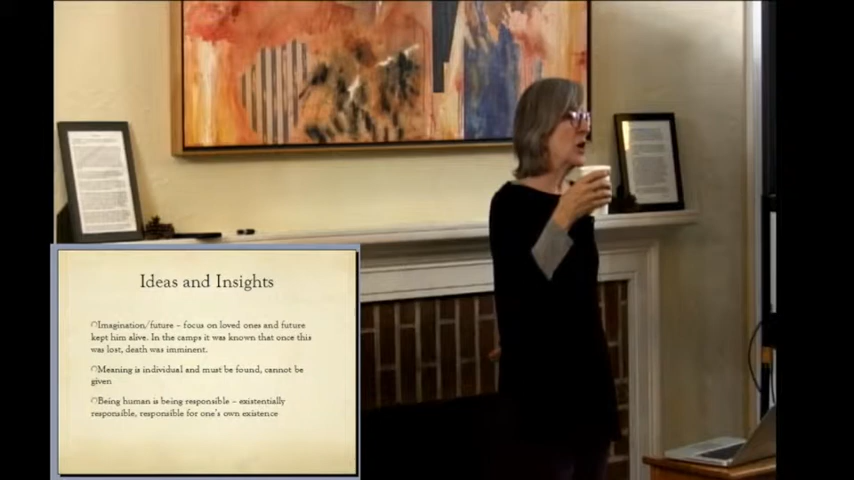 Ideas and Insights
Imagination/future – focus on loved ones and future
kept him alive. In the camps it was known that once this
was lost, death was imminent.
Meaning is individual and must be found, cannot be
given
Being human is being responsible – existentially
responsible, responsible for one's own existence